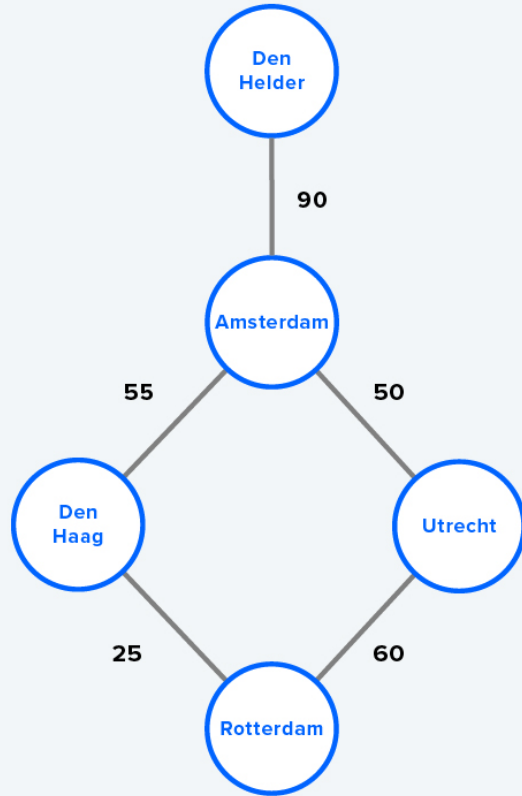 Den
Helder
90
Amsterdam
55
50
Den
Haag
Utrecht
25
60
Rotterdam